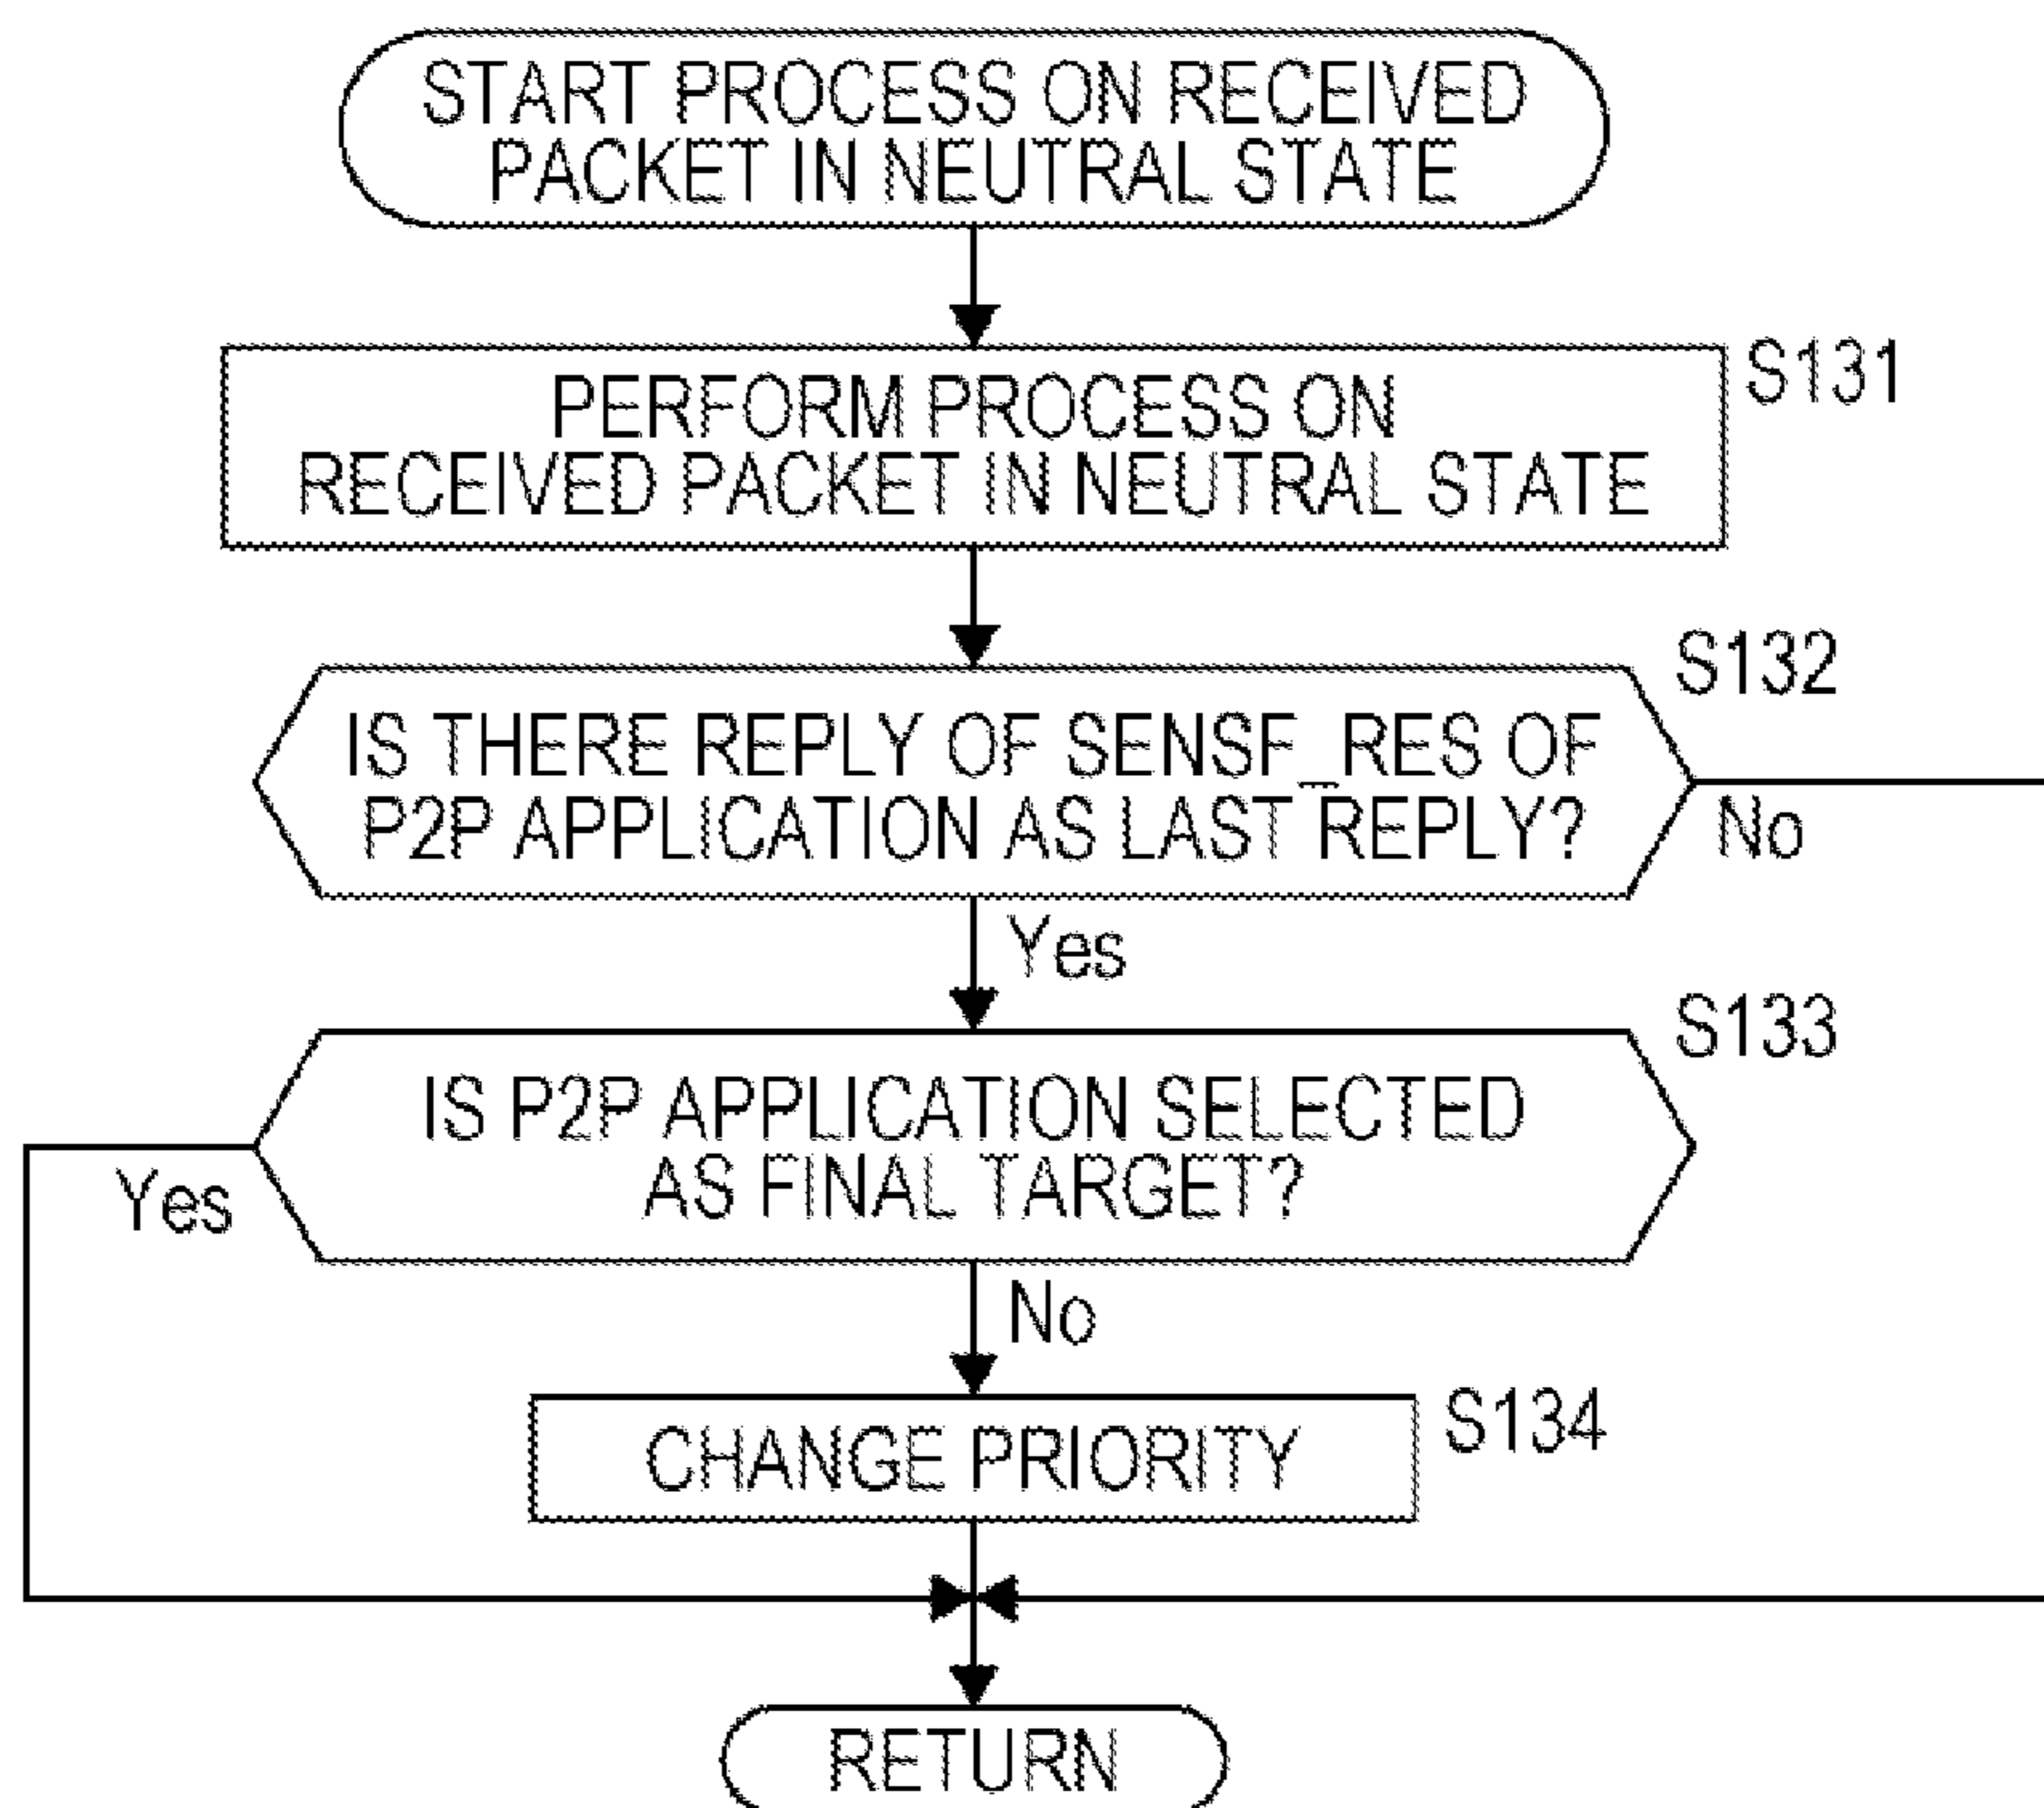 START PROCESS ON RECEIVED
PACKET IN NEUTRAL STATE
S131
PERFORM PROCESS ON
RECEIVED PACKET IN NEUTRAL STATE
S132
IS THERE REPLY OF SENSF_RES OF
P2P APPLICATION AS LAST REPLY?
No
Yes
S133
IS P2P APPLICATION SELECTED
AS FINAL TARGET?
Yes
No
S134
CHANGE PRIORITY
RETURN